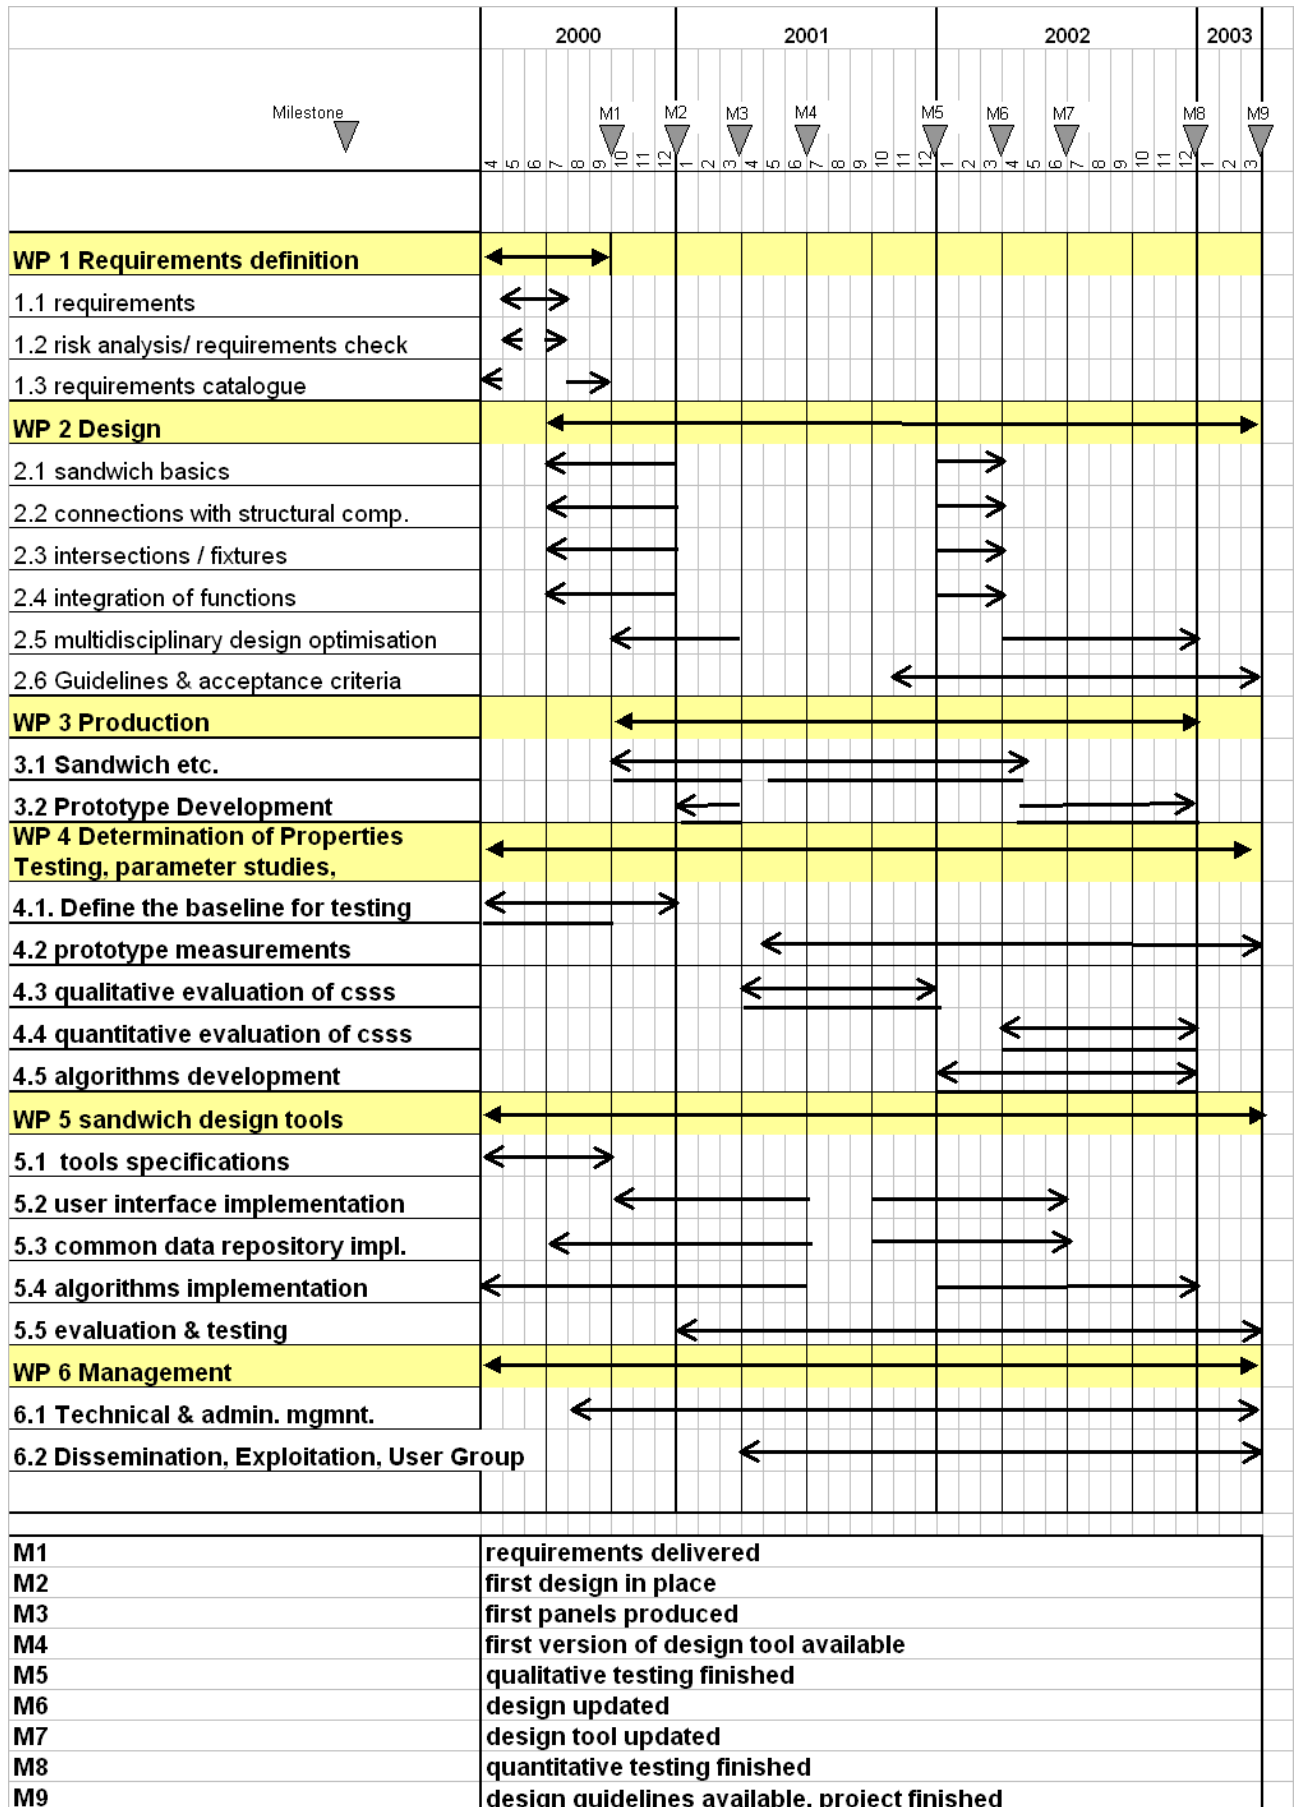 2000 2001 2002 2003
Milestone M1 M2 M3 M4 M5 M6 M7 M8 M9
4 5 6 7 8 9 10 11 12 1 2 3 4 5 6 7 8 9 10 11 12 1 2 3 4 5 6 7 8 9 10 11 12 1 2 3
WP 1 Requirements definition
1.1 requirements
1.2 risk analysis/ requirements check
1.3 requirements catalogue
WP 2 Design
2.1 sandwich basics
2.2 connections with structural comp.
2.3 intersections / fixtures
2.4 integration of functions
2.5 multidisciplinary design optimisation
2.6 Guidelines & acceptance criteria
WP 3 Production
3.1 Sandwich etc.
3.2 Prototype Development
WP 4 Determination of Properties
Testing, parameter studies,
4.1. Define the baseline for testing
4.2 prototype measurements
4.3 qualitative evaluation of csss
4.4 quantitative evaluation of csss
4.5 algorithms development
WP 5 sandwich design tools
5.1 tools specifications
5.2 user interface implementation
5.3 common data repository impl.
5.4 algorithms implementation
5.5 evaluation & testing
WP 6 Management
6.1 Technical & admin. mgmnt.
6.2 Dissemination, Exploitation, User Group
M1 requirements delivered
M2 first design in place
M3 first panels produced
M4 first version of design tool available
M5 qualitative testing finished
M6 design updated
M7 design tool updated
M8 quantitative testing finished
M9 design guidelines available, project finished